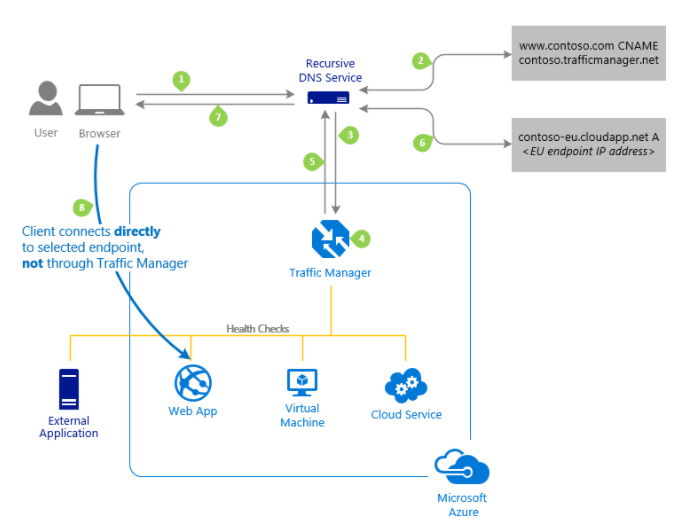 www.contoso.com CNAME
contoso.trafficmanager.net
2
Recursive
DNS Service
1
7
User
Browser
3
6
contoso-eu.cloudapp.net A
<EU endpoint IP address>
5
8
Client connects directly
to selected endpoint,
not through Traffic Manager
4
Traffic Manager
Health Checks
External
Application
Web App
Virtual
Machine
Cloud Service
Microsoft
Azure